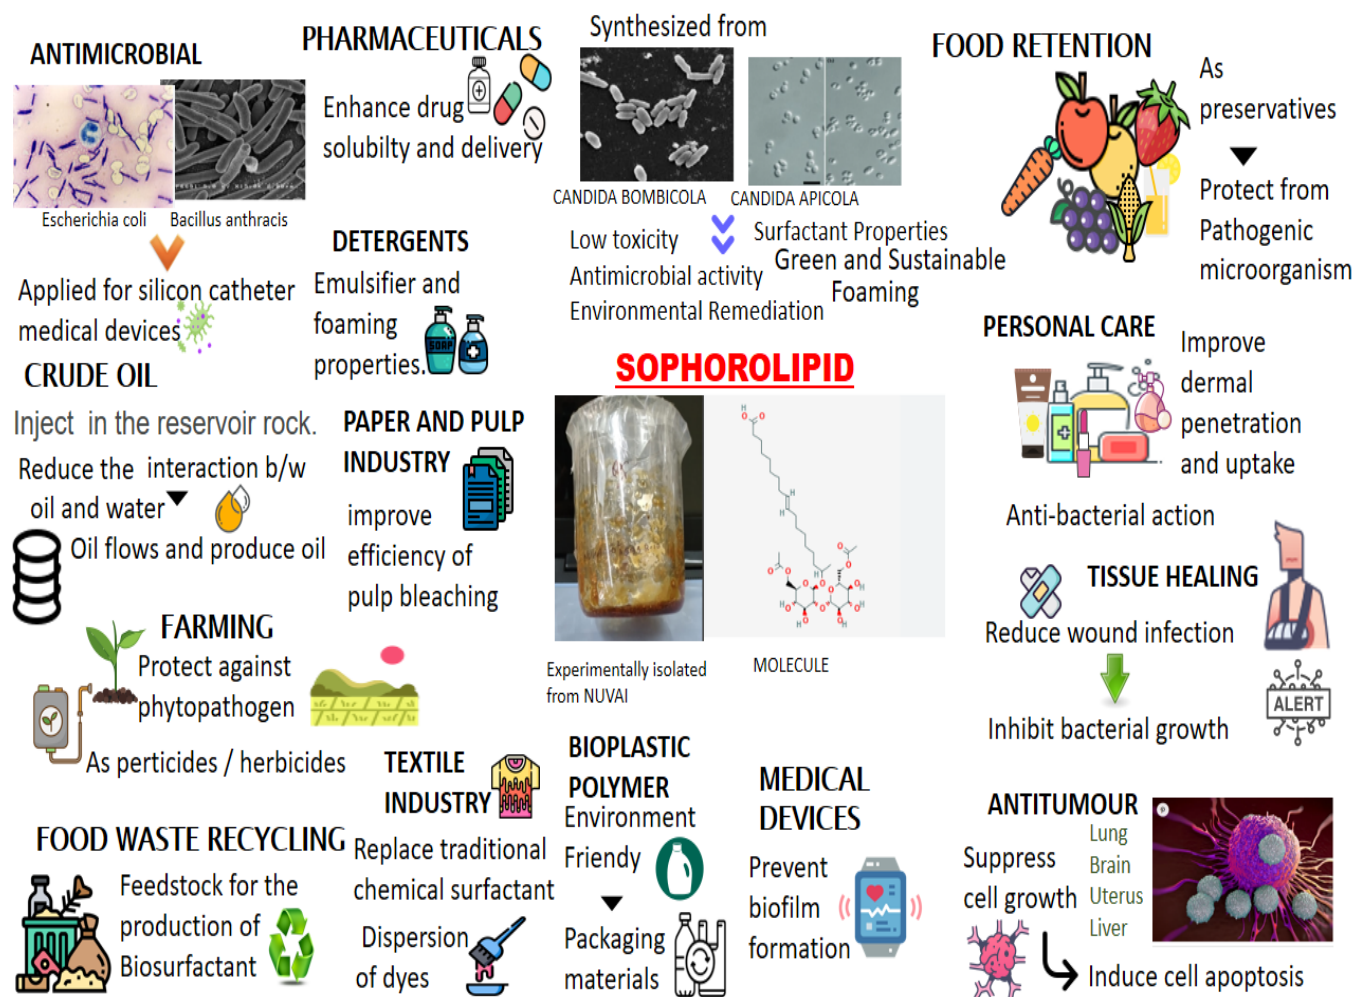 ANTIMICROBIAL
Escherichia coli
Bacillus anthracis
Applied for silicon catheter
medical devices
PHARMACEUTICALS
Enhance drug
solubilty and delivery
DETERGENTS
Emulsifier and
foaming
properties.
SOAP
Synthesized from
CANDIDA BOMBICOLA
CANDIDA APICOLA
Low toxicity
Antimicrobial activity
Environmental Remediation
Surfactant Properties
Green and Sustainable
Foaming
FOOD RETENTION
As
preservatives
Protect from
Pathogenic
microorganism
CRUDE OIL
Inject in the reservoir rock.
Reduce the interaction b/w
oil and water
Oil flows and produce oil
PAPER AND PULP
INDUSTRY
improve
efficiency of
pulp bleaching
SOPHOROLIPID
Experimentally isolated
from NUVAI
MOLECULE
PERSONAL CARE
Improve
dermal
penetration
and uptake
Anti-bacterial action
TISSUE HEALING
Reduce wound infection
Inhibit bacterial growth
ALERT
FARMING
Protect against
phytopathogen
As perticides / herbicides
FOOD WASTE RECYCLING
Feedstock for the
production of
Biosurfactant
TEXTILE
INDUSTRY
Replace traditional
chemical surfactant
Dispersion
of dyes
BIOPLASTIC
POLYMER
Environment
Friendy
Packaging
materials
MEDICAL
DEVICES
Prevent
biofilm
formation
ANTITUMOUR
Suppress
cell growth
Lung
Brain
Uterus
Liver
Induce cell apoptosis